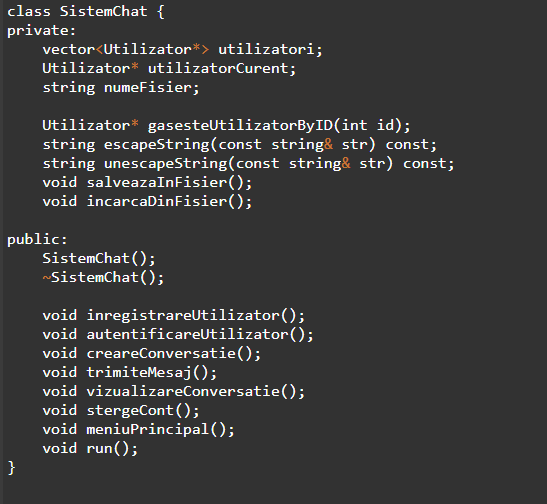 class SistemChat {
private:
    vector<Utilizator*> utilizatori;
    Utilizator* utilizatorCurent;
    string numeFisier;

    Utilizator* gasesteUtilizatorByID(int id);
    string escapeString(const string& str) const;
    string unescapeString(const string& str) const;
    void salveazaInFisier();
    void incarcaDinFisier();

public:
    SistemChat();
    ~SistemChat();

    void inregistrareUtilizator();
    void autentificareUtilizator();
    void creareConversatie();
    void trimiteMesaj();
    void vizualizareConversatie();
    void stergeCont();
    void meniuPrincipal();
    void run();
}